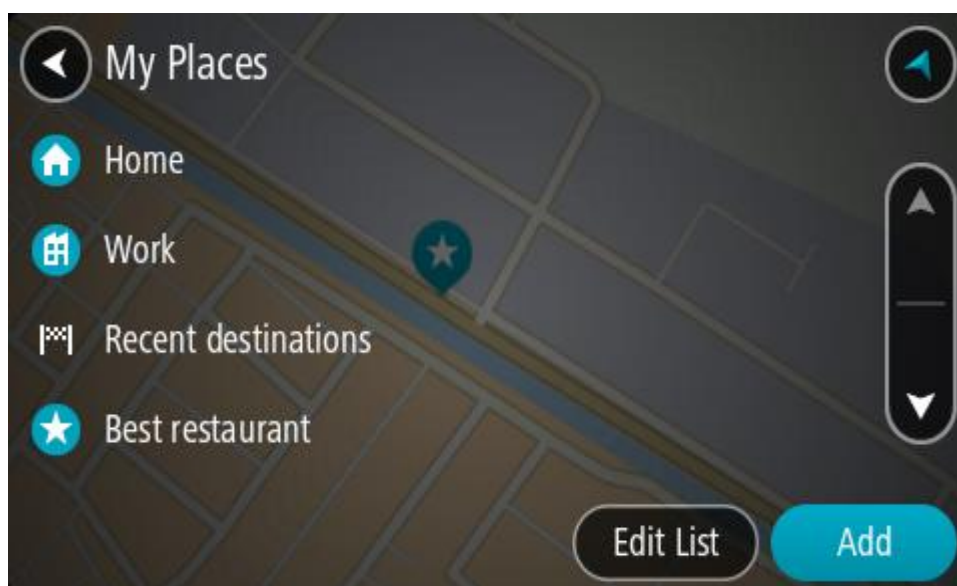 My Places
Home
Work
Recent destinations
Best restaurant
Edit List
Add